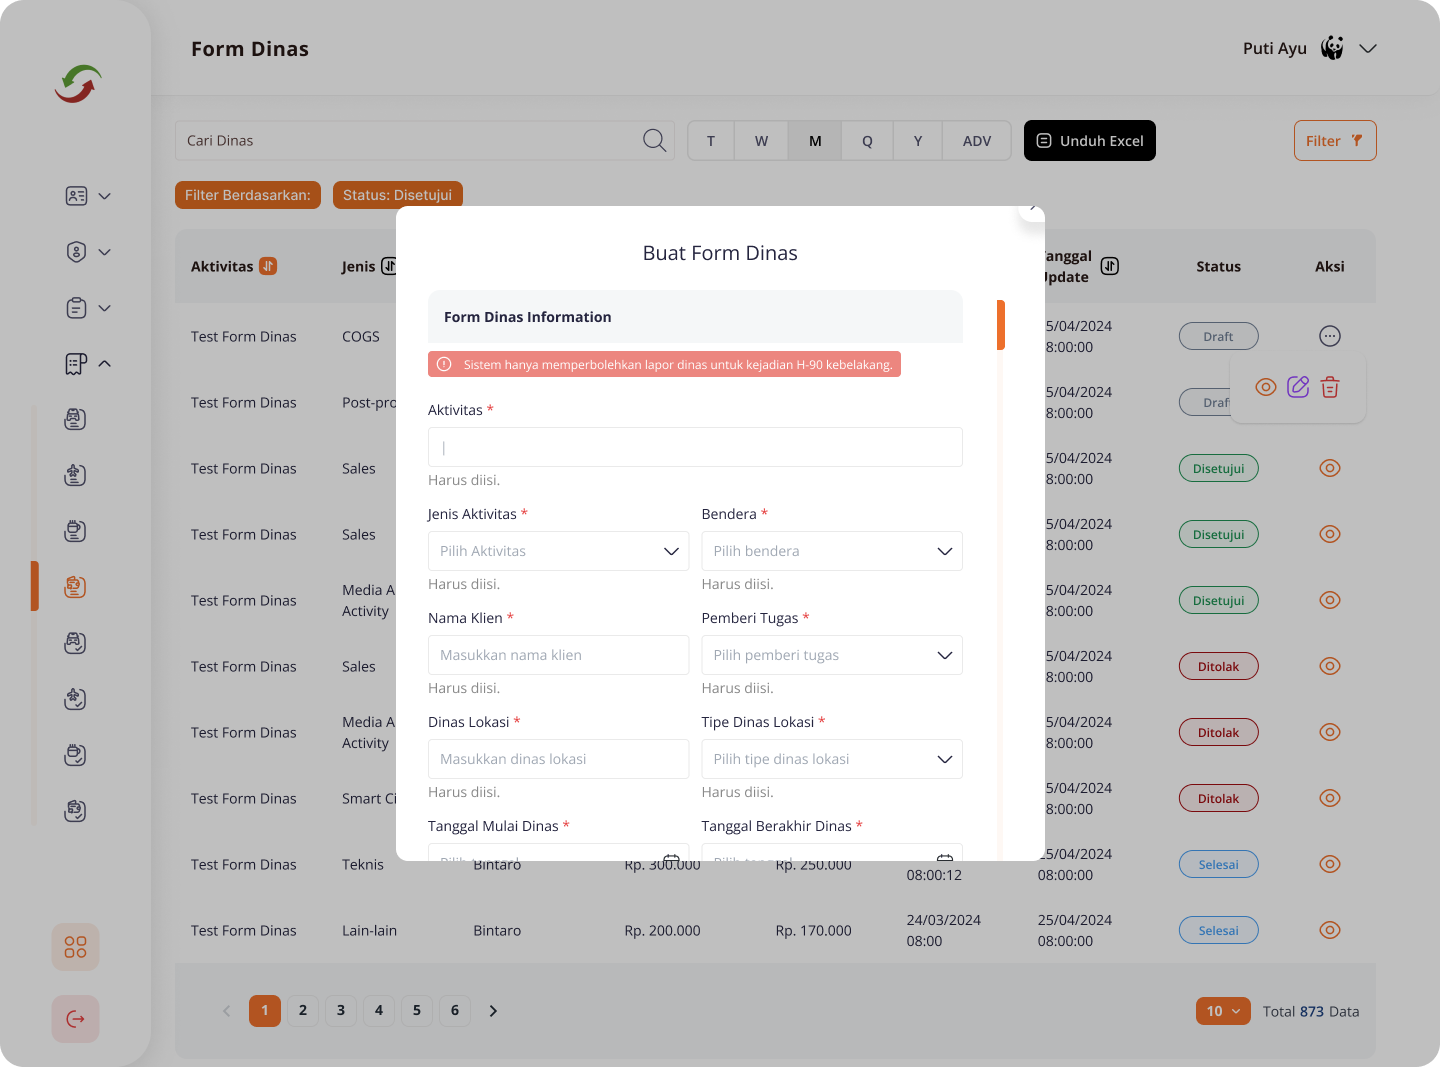 Form Dinas
Puti Ayu
Cari Dinas
T
W
M
Q
Y
ADV
Unduh Excel
Filter
Filter Berdasarkan:
Status: Disetujui
Aktivitas
Jenis
Tanggal
Update
Status
Aksi
Buat Form Dinas
Form Dinas Information
Sistem hanya memperbolehkan lapor dinas untuk kejadian H-90 kebelakang.
Aktivitas *
Harus diisi.
Jenis Aktivitas *
Bendera *
Pilih Aktivitas
Pilih bendera
Harus diisi.
Harus diisi.
Nama Klien *
Pemberi Tugas *
Masukkan nama klien
Pilih pemberi tugas
Harus diisi.
Harus diisi.
Dinas Lokasi *
Tipe Dinas Lokasi *
Masukkan dinas lokasi
Pilih tipe dinas lokasi
Harus diisi.
Harus diisi.
Tanggal Mulai Dinas *
Tanggal Berakhir Dinas *
Test Form Dinas
COGS
5/04/2024
8:00:00
Draft
Test Form Dinas
Post-pro
5/04/2024
8:00:00
Draf
Test Form Dinas
Sales
5/04/2024
8:00:00
Disetujui
Test Form Dinas
Sales
5/04/2024
8:00:00
Disetujui
Test Form Dinas
Media A
Activity
5/04/2024
8:00:00
Disetujui
Test Form Dinas
Sales
5/04/2024
8:00:00
Ditolak
Test Form Dinas
Media A
Activity
5/04/2024
8:00:00
Ditolak
Test Form Dinas
Smart Ci
5/04/2024
8:00:00
Ditolak
Test Form Dinas
Teknis
Bintaro
Rp. 300.000
Rp. 250.000
08:00:12
25/04/2024
08:00:00
Selesai
Test Form Dinas
Lain-lain
Bintaro
Rp. 200.000
Rp. 170.000
24/03/2024
08:00
25/04/2024
08:00:00
Selesai
1
2
3
4
5
6
10
Total 873 Data